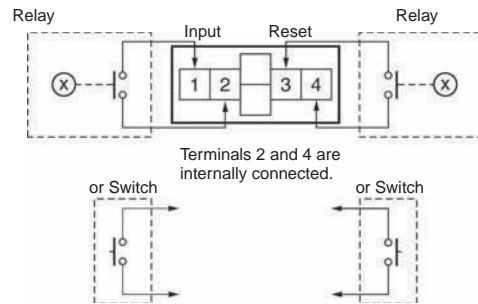 Relay
Relay
Input
Reset
X
1
2
3
4
X
Terminals 2 and 4 are
internally connected.
or Switch
or Switch